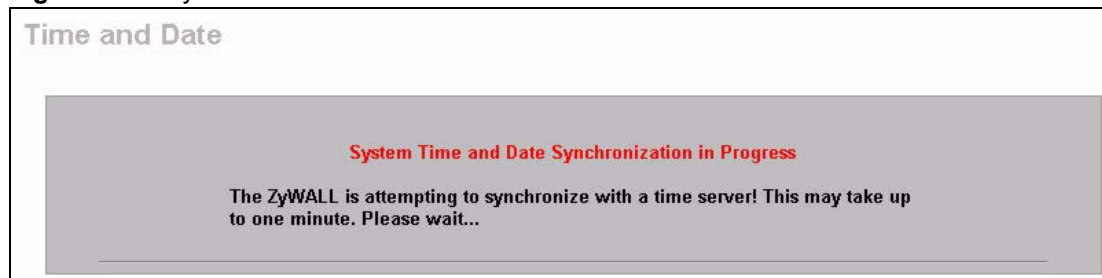 Time and Date
System Time and Date Synchronization in Progress
The ZyWALL is attempting to synchronize with a time server! This may take up
to one minute. Please wait...